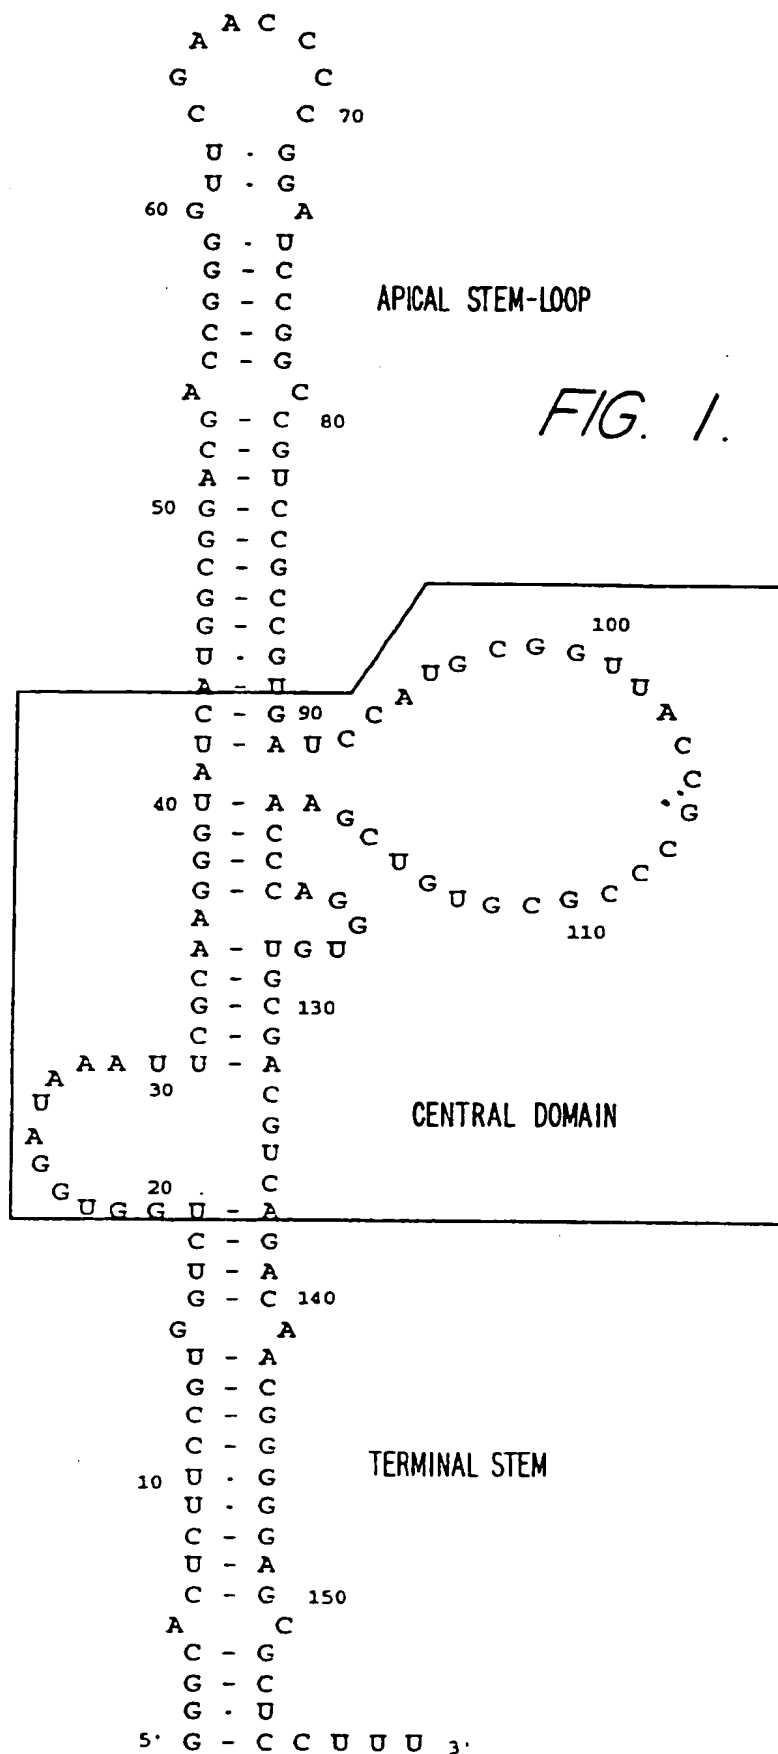 A C
A C
G C
C C 70
U · G
U · G
60 G A
G · U
G - C
G - C
C - G
C - G
A C
G - C 80
C - G
A - U
50 G - C
G - C
C - G
G - C
G - C
U · G
A - U
C - G 90
U - A U C C A U G C G G U U A C C G C C C G C G U G U C G A A
100
110
A
40 U - A
G - C
G - C
G - C A G G U G U
A
A - U
C - G
G - C 130
C - G
U - A
U A A A U A G G U G G U
30
20
C
G
U
C
U - A
C - G
U - A
G - C 140
G A
U - A
G - C
C - G
C - G
10 U · G
U · G
C - G
U - A
C - G 150
A C
C - G
G - C
G · U
5' G - C C U U U 3'
APICAL STEM-LOOP
FIG. 1.
CENTRAL DOMAIN
TERMINAL STEM